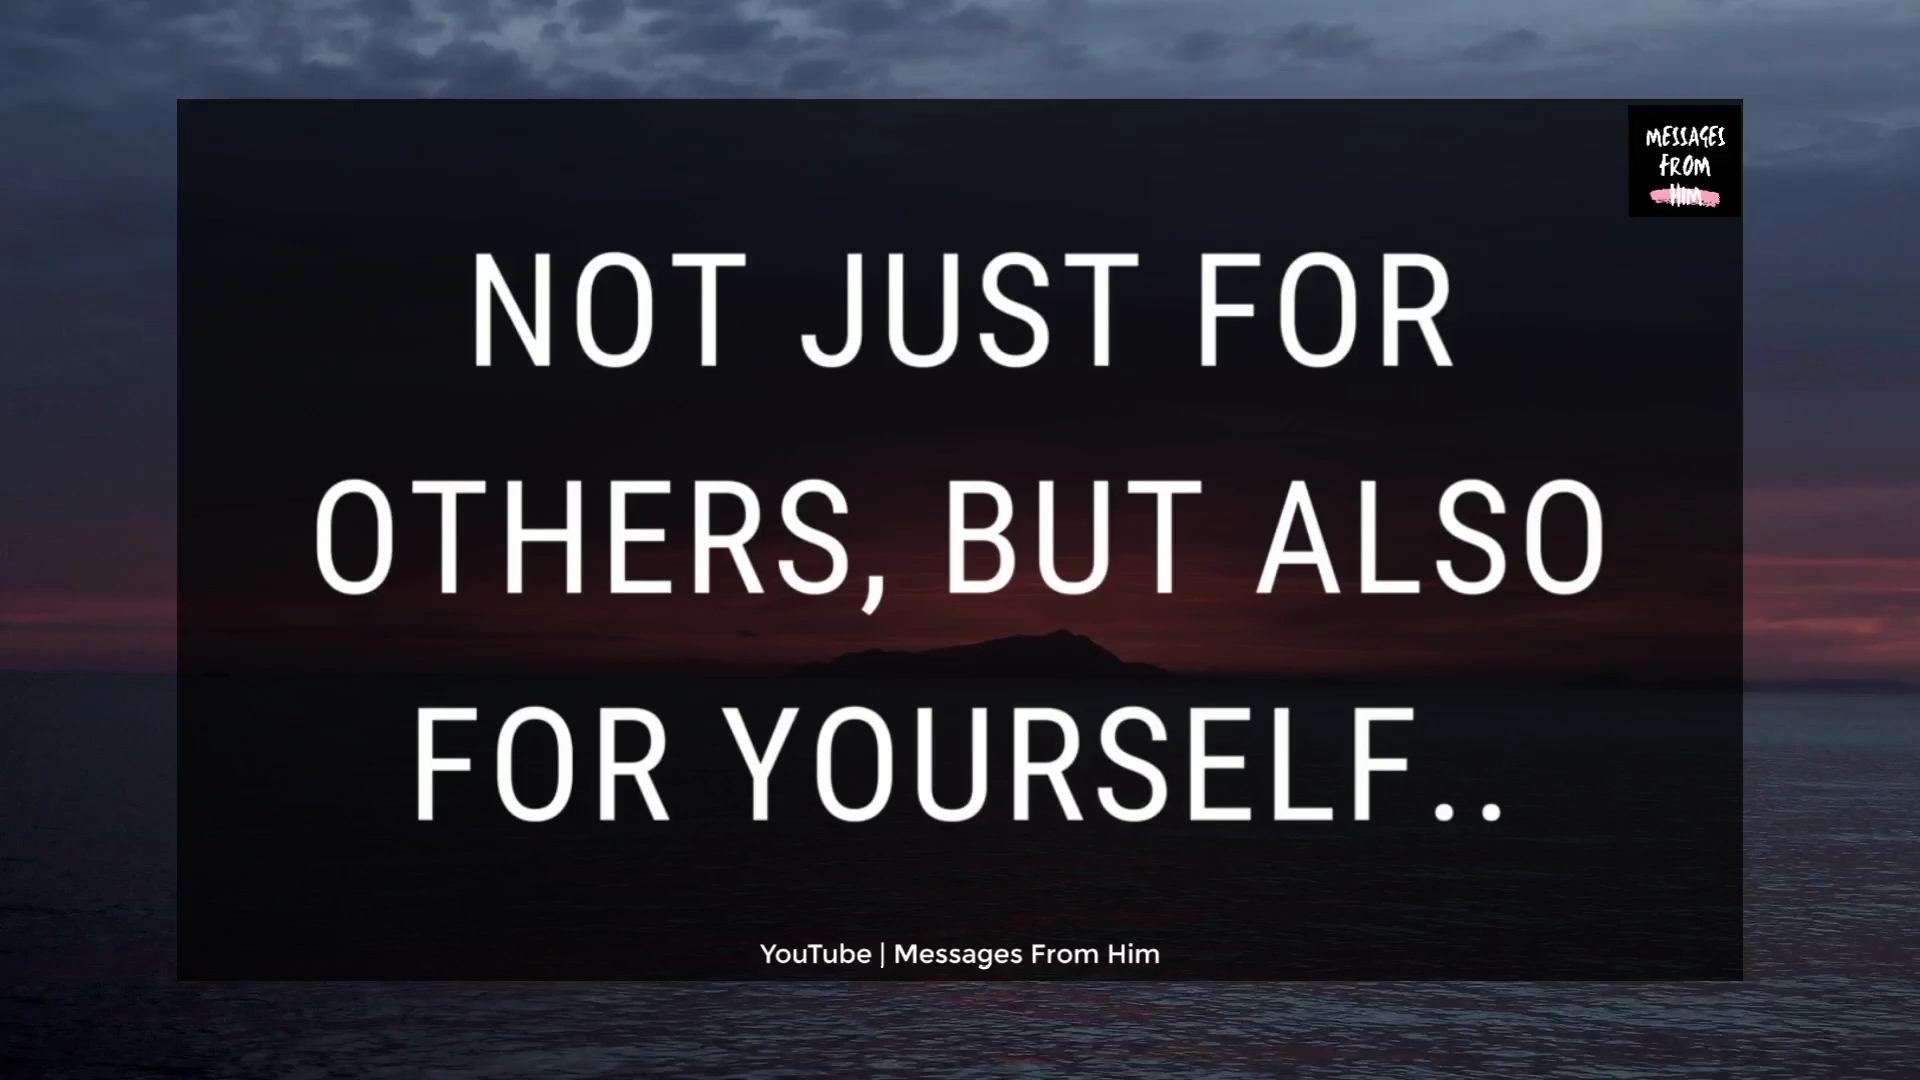 MESSAGES
FROM
HIM
NOT JUST FOR
OTHERS, BUT ALSO
FOR YOURSELF..
YouTube | Messages From Him